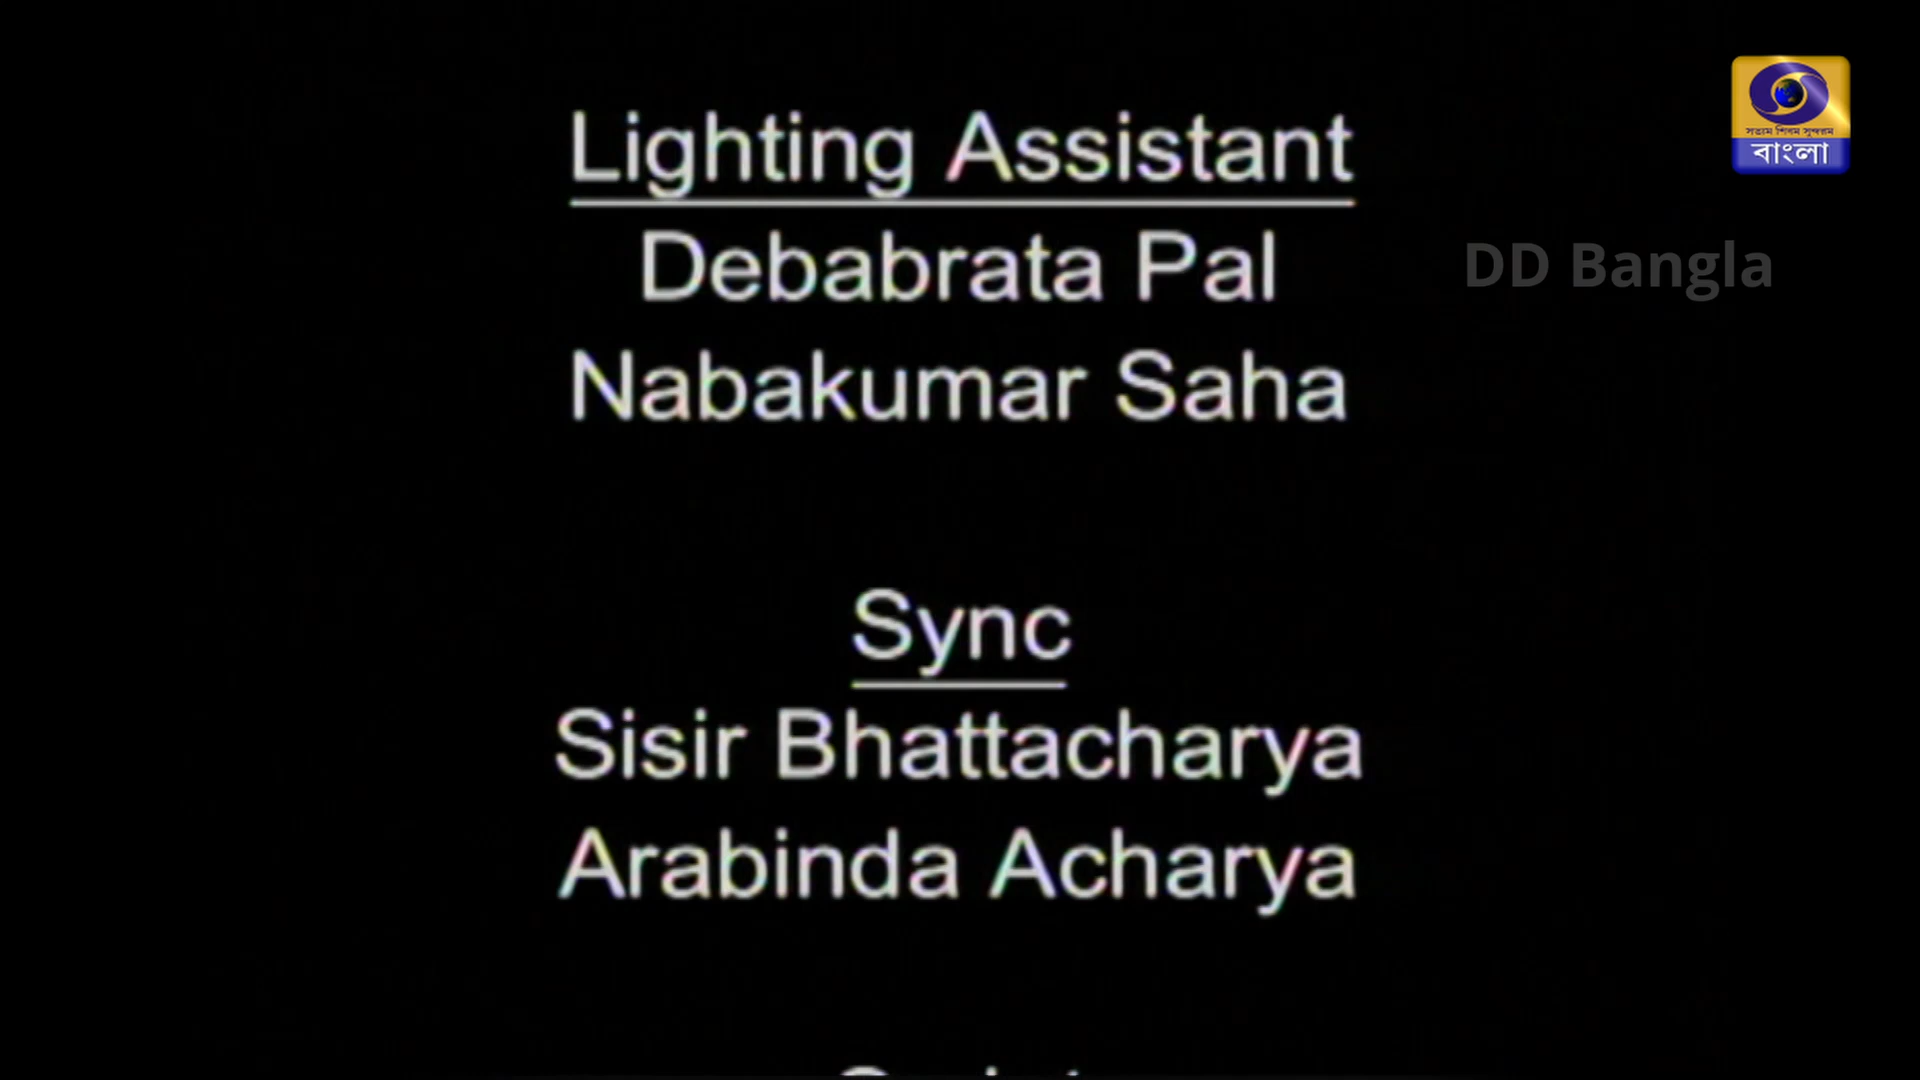 Lighting Assistant
Debabrata Pal
Nabakumar Saha
সত্যম শিবম সুন্দরম
বাংলা
DD Bangla
Sync
Sisir Bhattacharya
Arabinda Acharya